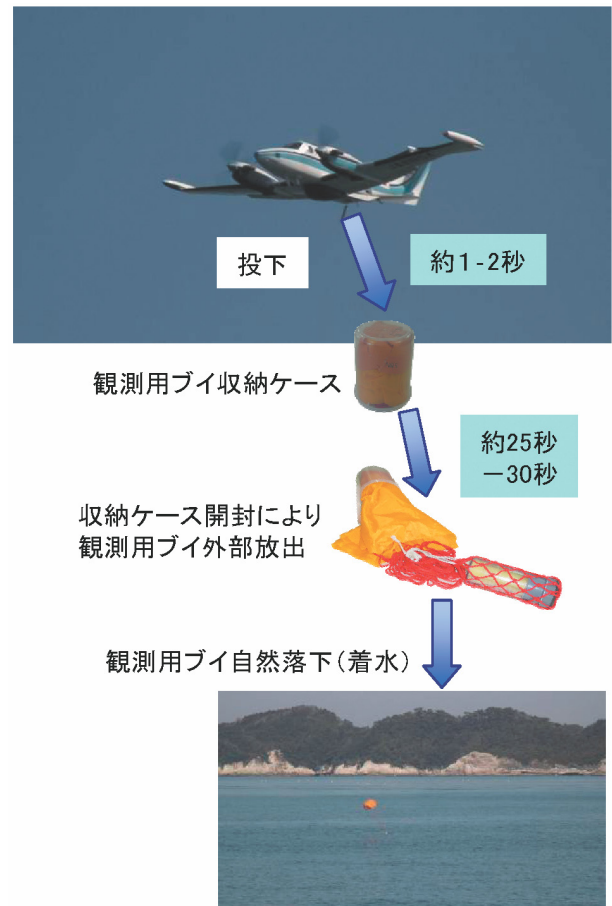 投下
約1-2秒
観測用ブイ収納ケース
約25秒
－30秒
収納ケース開封により
観測用ブイ外部放出
観測用ブイ自然落下(着水)